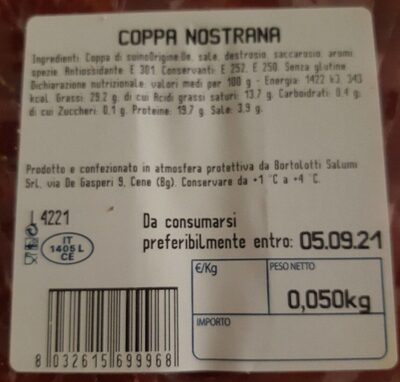 COPPA NOSTRANA
Ingredienti: Coppa di suinoOrigine:De, sale, destrosio, saccarosio, aromi
spezie. Antiossidante: E 301. Conservanti: E 252, E 250. Senza glutine.
Dichiarazione nutrizionale: valori medi per 100 g - Energia: 1422 kJ, 343
kcal, Grassi: 29,2 g; di cui Acidi grassi saturi: 13,7 g, Carboidrati: 0,4 g;
di cui Zuccheri: 0,1 g, Proteine: 19,7 g, Sale: 3,9 g.
Prodotto e confezionato in atmosfera protettiva da Bortolotti Salumi
Srl, via De Gasperi 9, Cene (Bg). Conservare da +1 °C a +4 °C.
L 4221
IT
1405 L
CE
Da consumarsi
preferibilmente entro: 05.09.21
€/Kg
PESO NETTO
0,050kg
IMPORTO
8 032615 699968